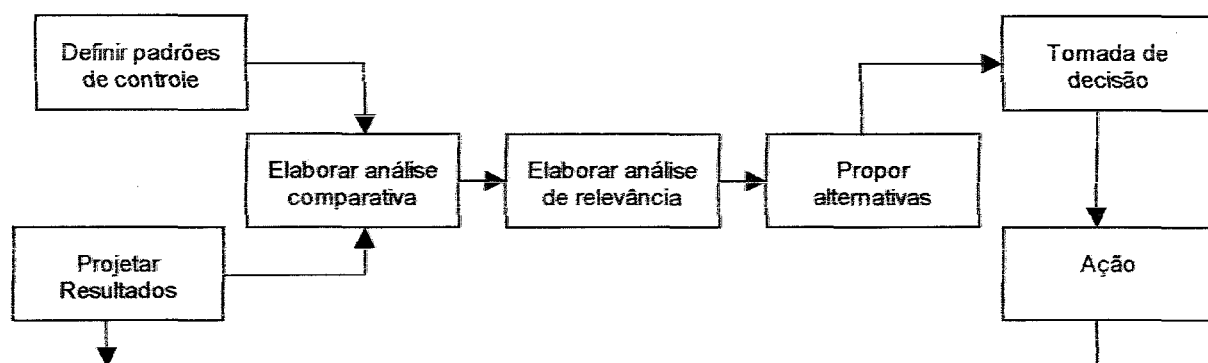 Definir padrões
de controle
Tomada de
decisão
Elaborar análise
comparativa
Elaborar análise
de relevância
Propor
alternativas
Projetar
Resultados
Ação